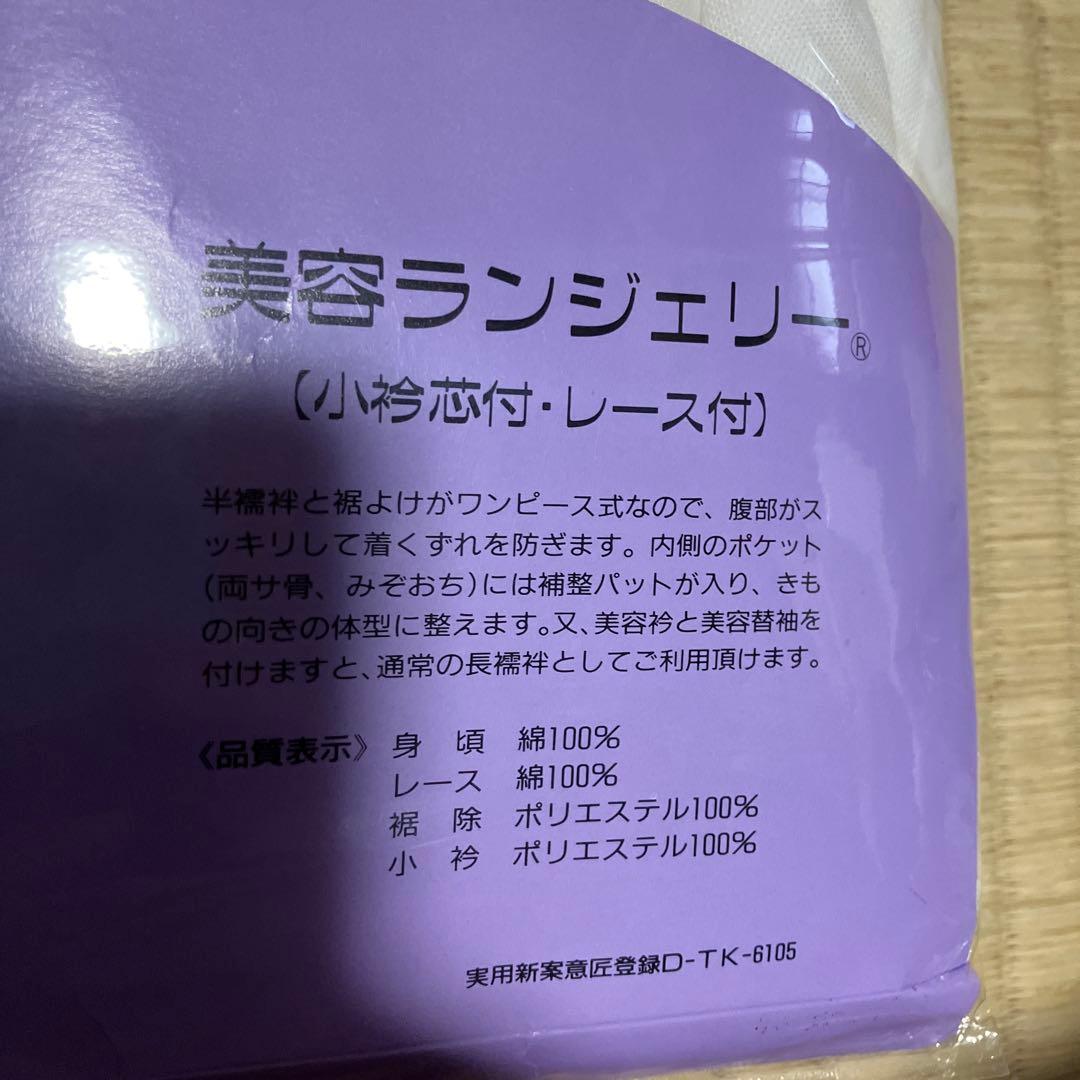 美容ランジェリー®
(小衿芯付・レース付)
半襦袢と裾よけがワンピース式なので、腹部がス
ッキリして着くずれを防ぎます。内側のポケット
(両サ骨、みぞおち)には補整パットが入り、きも
の向きの体型に整えます。又、美容衿と美容替袖を
付けますと、通常の長襦袢としてご利用頂けます。
《品質表示》 身頃 綿100%
レース 綿100%
裾除 ポリエステル100%
小衿 ポリエステル100%
実用新案意匠登録D-TK-6105